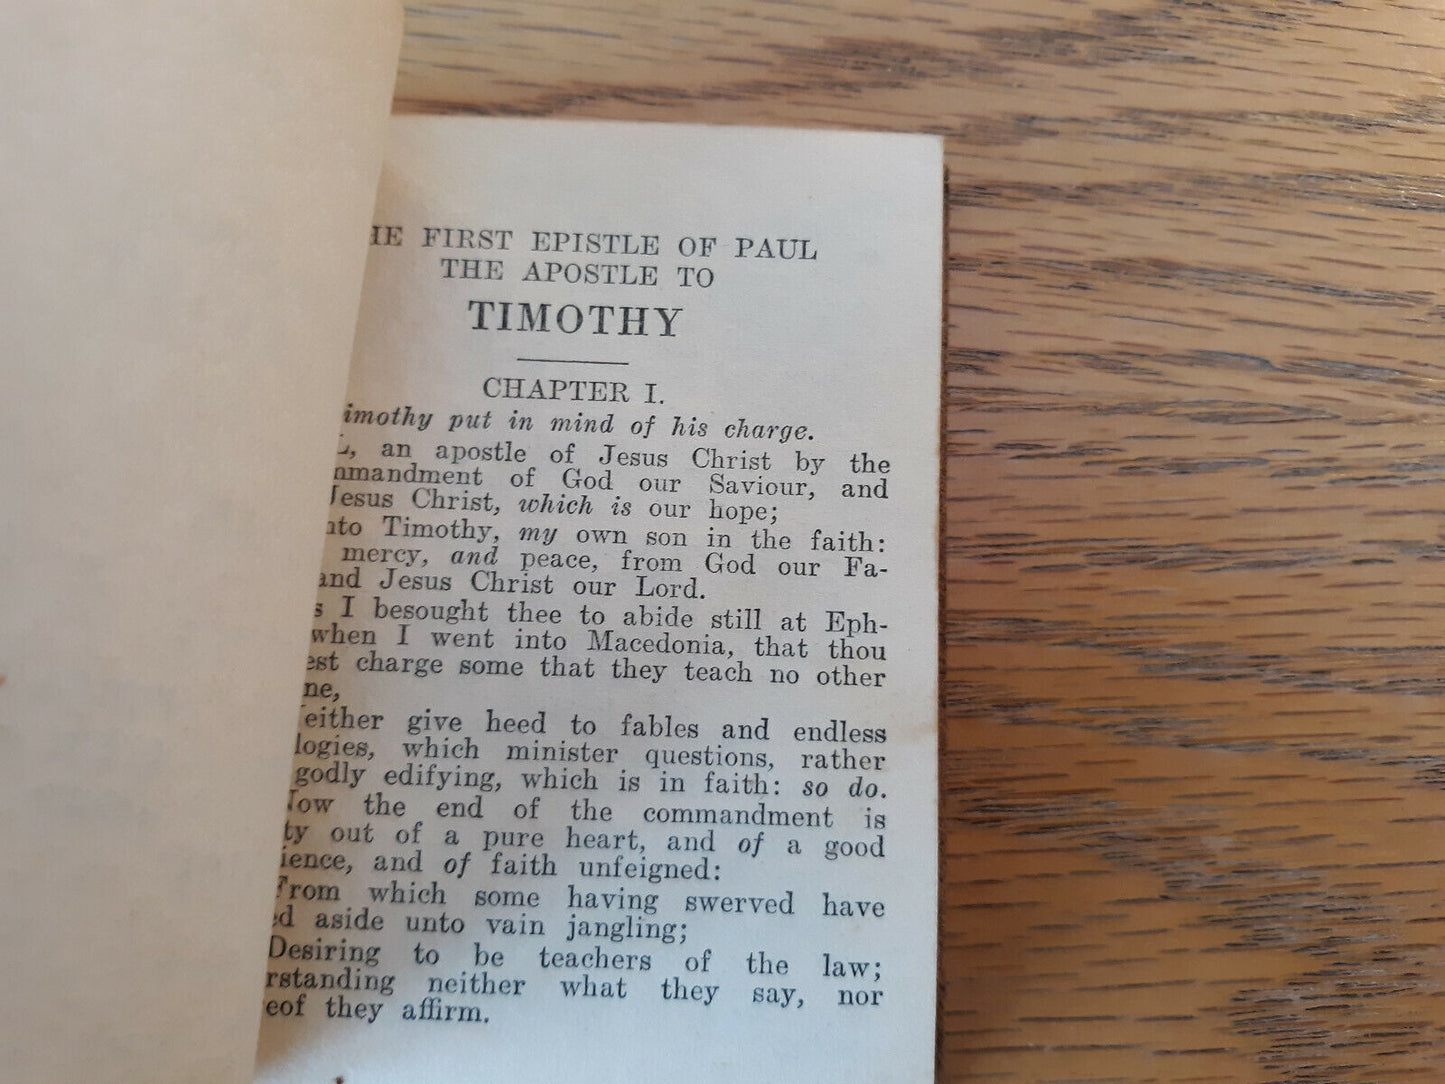 HE FIRST EPISTLE OF PAUL
THE APOSTLE TO
TIMOTHY
CHAPTER I.
imothy put in mind of his charge.
L, an apostle of Jesus Christ by the
mmandment of God our Saviour, and
Jesus Christ, which is our hope;
nto Timothy, my own son in the faith:
mercy, and peace, from God our Fa-
and Jesus Christ our Lord.
s I besought thee to abide still at Eph-
when I went into Macedonia, that thou
est charge some that they teach no other
ne,
either give heed to fables and endless
logies, which minister questions, rather
godly edifying, which is in faith: so do.
Now the end of the commandment is
ty out of a pure heart, and of a good
ience, and of faith unfeigned:
From which some having swerved have
ed aside unto vain jangling;
Desiring to be teachers of the law;
rstanding neither what they say, nor
eof they affirm.